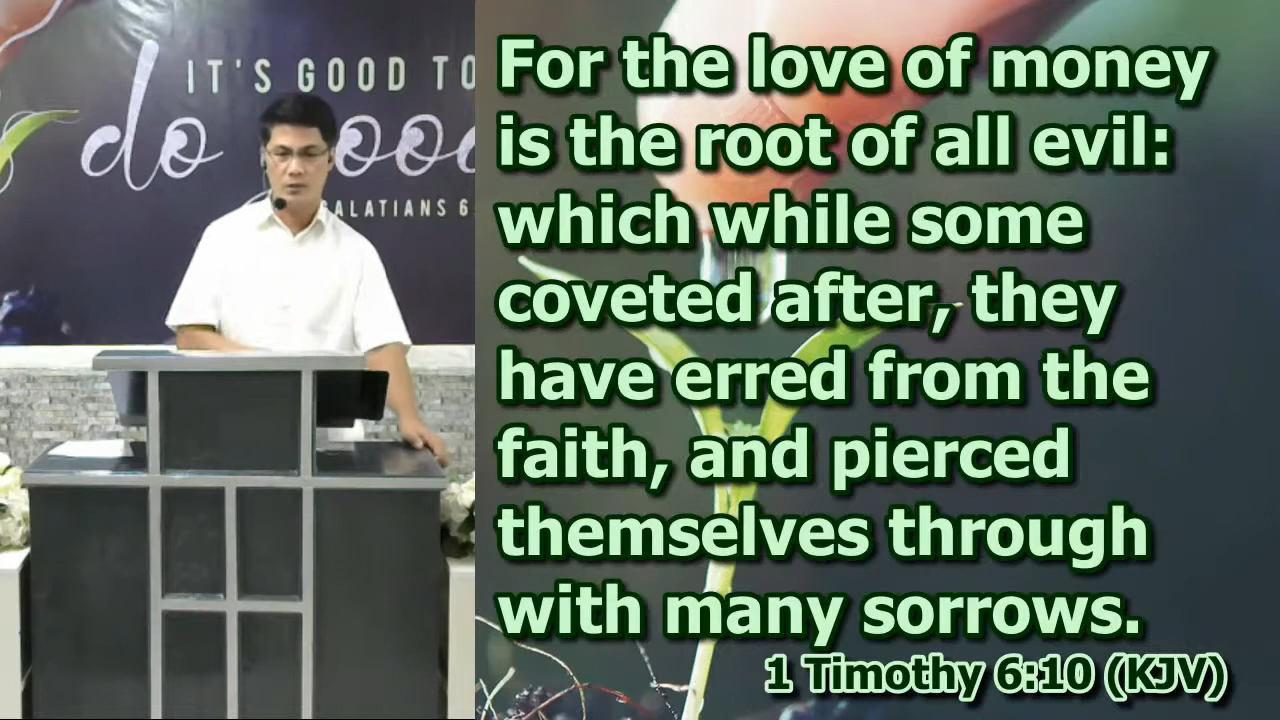 IT'S GOOD TO
do
GALATIANS 6:
For the love of money
is the root of all evil:
which while some
coveted after, they
have erred from the
faith, and pierced
themselves through
with many sorrows.
1 Timothy 6:10 (KJV)